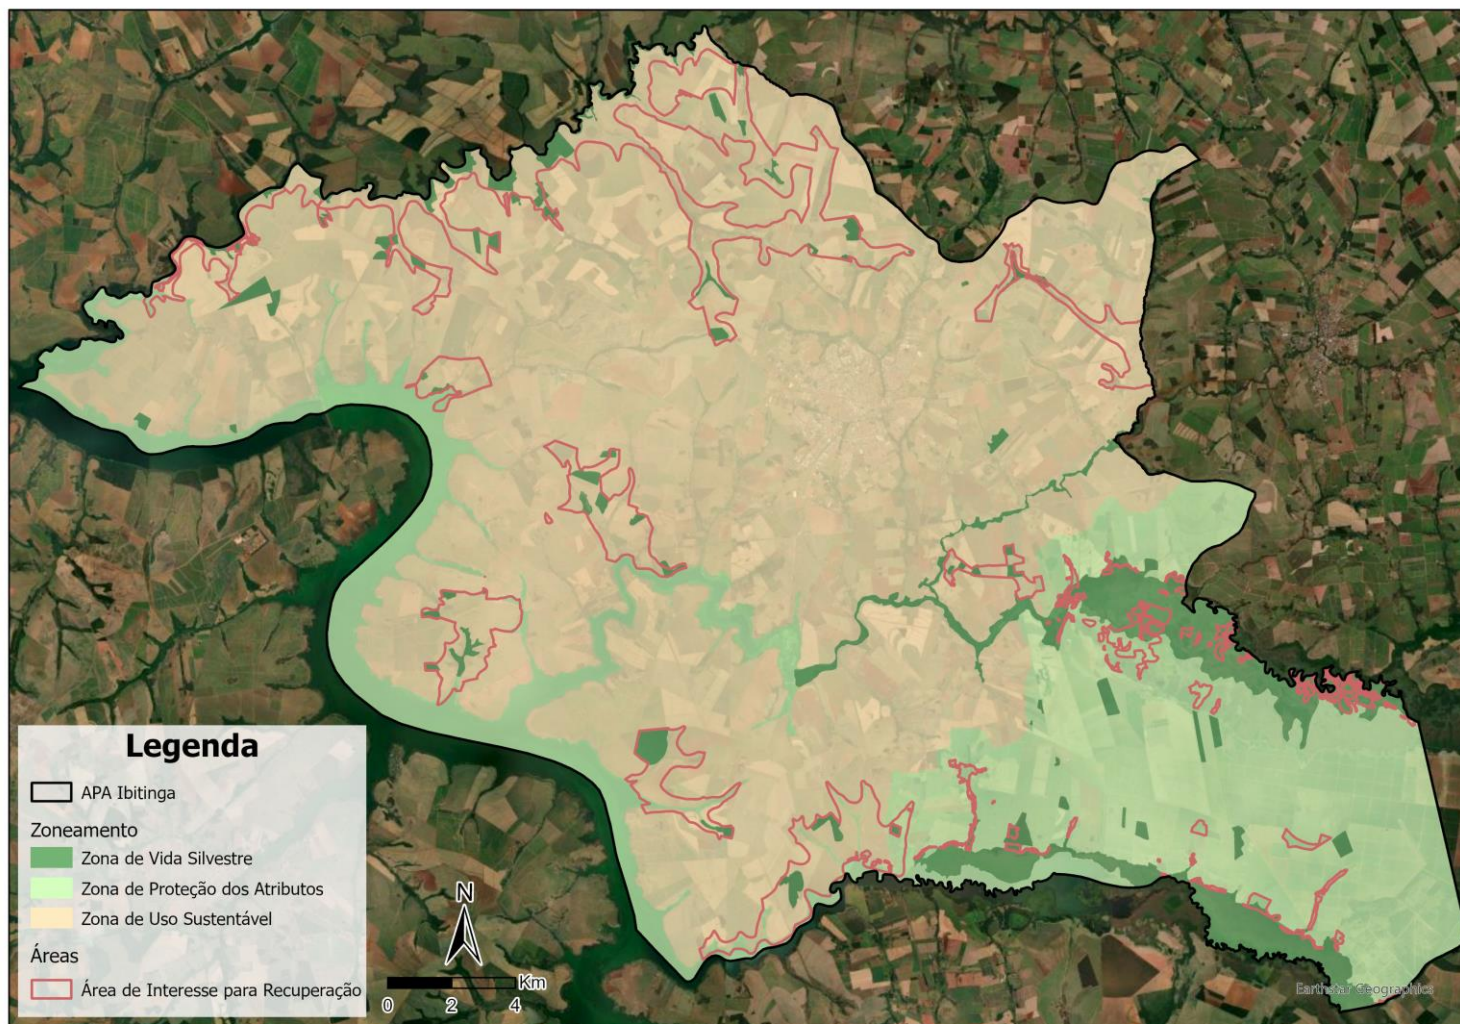 Legenda
APA Ibitinga
Zoneamento
Zona de Vida Silvestre
Zona de Proteção dos Atributos
Zona de Uso Sustentável
Áreas
Área de Interesse para Recuperação
N
Km
0 2 4
Earthstar Geographics